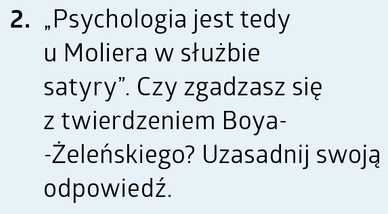 2. „Psychologia jest tedy
u Moliera w służbie
satyry”. Czy zgadzasz się
z twierdzeniem Boya-
-Żeleńskiego? Uzasadnij swoją
odpowiedź.